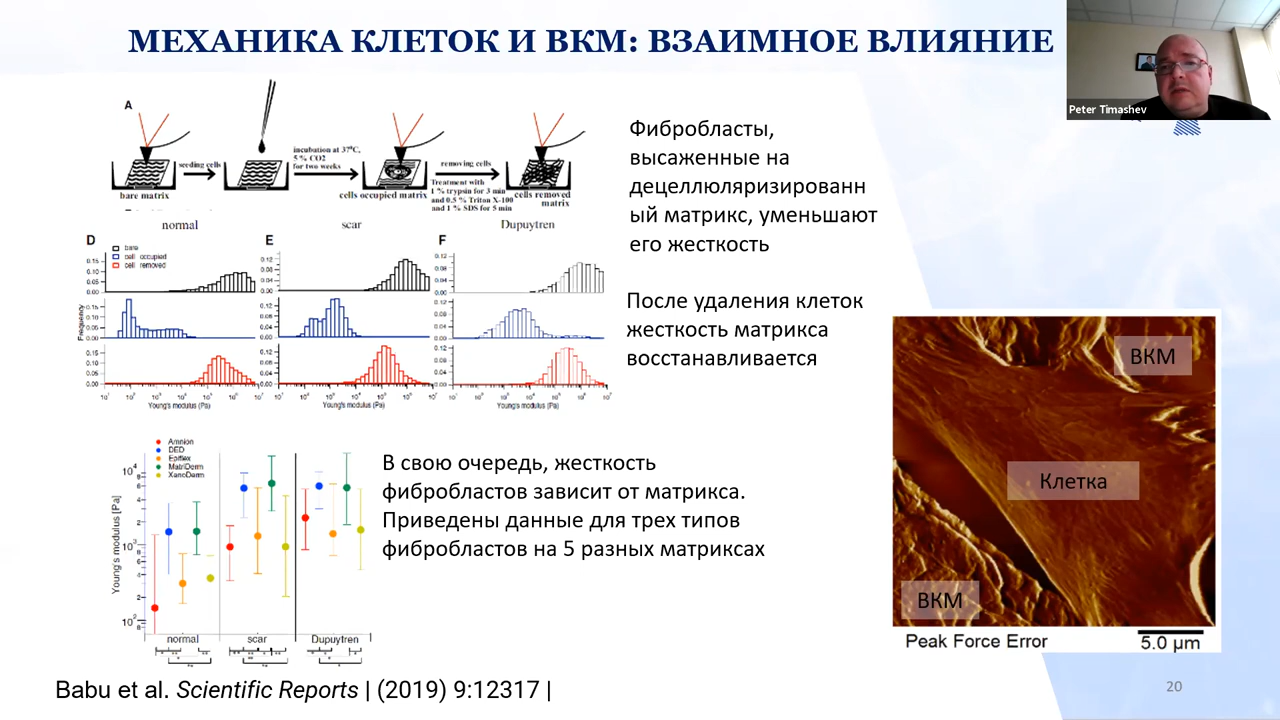 МЕХАНИКА КЛЕТОК И ВКМ: ВЗАИМНОЕ ВЛИЯНИЕ
Peter Timashev
A
seeding cells
incubation at 37°C,
5 % CO2
for two weeks
removing cells
Treatment with
1 % trypsin for 3 min
and 0.5 % Triton X-100
and 1 % SDS for 5 min
bare matrix
cells occupied matrix
cells removed
matrix
normal
scar
Dupuytren
Фибробласты,
высаженные на
децеллюляризированн
ый матрикс, уменьшают
его жесткость
После удаления клеток
жесткость матрикса
восстанавливается
D
E
F
bare
cell occupied
cell removed
Frequency
Young's modulus (Pa)
Young's modulus (Pa)
Young's modulus (Pa)
Amnion
DED
Epiflex
MatriDerm
XenoDerm
Young's modulus [Pa]
normal
scar
Dupuytren
В свою очередь, жесткость
фибробластов зависит от матрикса.
Приведены данные для трех типов
фибробластов на 5 разных матриксах
ВКМ
Клетка
ВКМ
Peak Force Error
5.0 µm
Babu et al. Scientific Reports | (2019) 9:12317 |
20